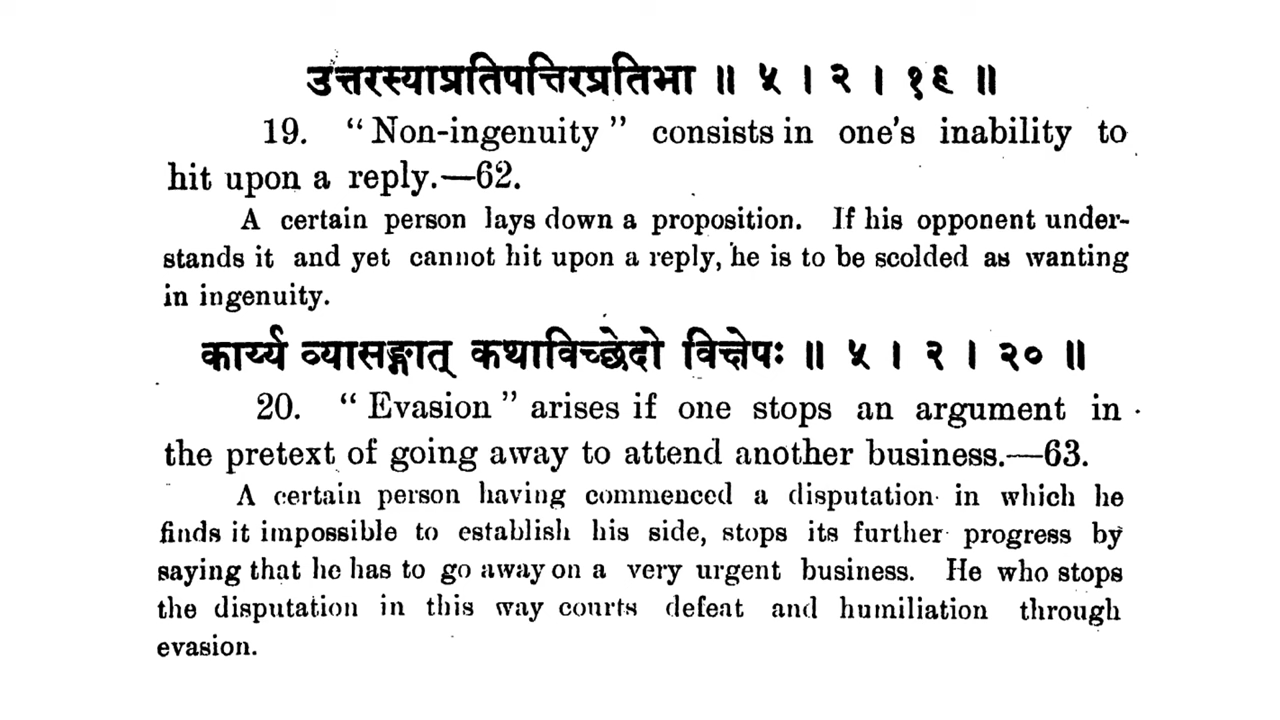 उत्तरस्याप्रतिपत्तिरप्रतिभा ॥ ५ । २ । १९ ॥
19. “Non-ingenuity” consists in one's inability to
hit upon a reply.—62.
A certain person lays down a proposition. If his opponent under-
stands it and yet cannot hit upon a reply, he is to be scolded as wanting
in ingenuity.
कार्य्य व्यासङ्गात् कथाविच्छेदो विक्षेपः ॥ ५ । २ । २० ॥
20. “Evasion” arises if one stops an argument in
the pretext of going away to attend another business.—63.
A certain person having commenced a disputation in which he
finds it impossible to establish his side, stops its further progress by
saying that he has to go away on a very urgent business. He who stops
the disputation in this way courts defeat and humiliation through
evasion.